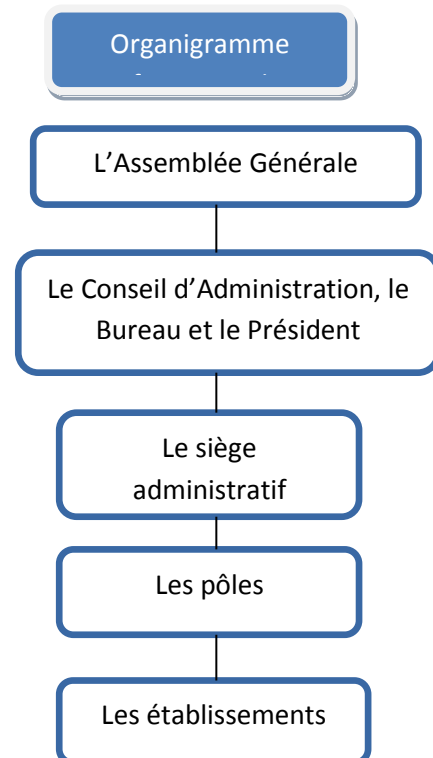 Organigramme
L'Assemblée Générale
Le Conseil d'Administration, le
Bureau et le Président
Le siège
administratif
Les pôles
Les établissements